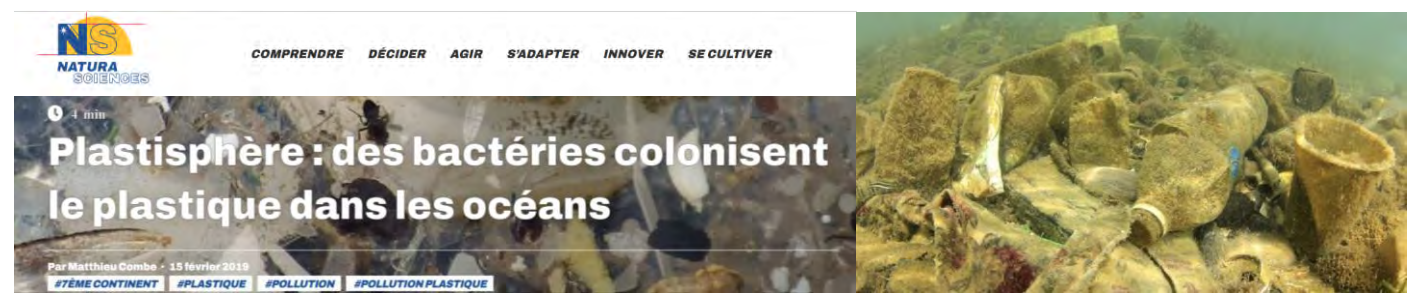 NS
NATURA
SCIENCES
COMPRENDRE DÉCIDER AGIR S'ADAPTER INNOVER SE CULTIVER
4 min
Plastisphère : des bactéries colonisent
le plastique dans les océans
Par Matthieu Combe · 15 février 2019
#7ÈME CONTINENT #PLASTIQUE #POLLUTION #POLLUTION PLASTIQUE